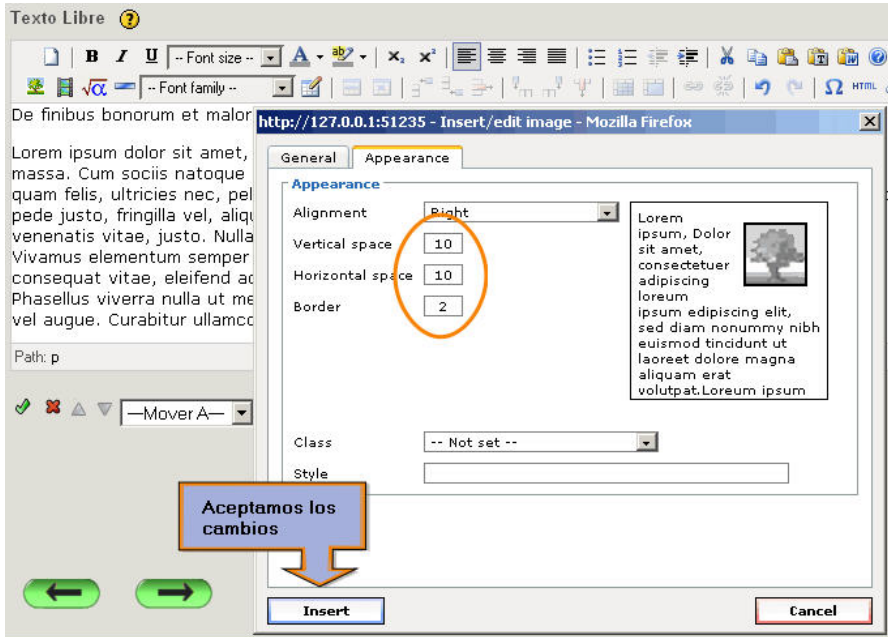 Texto Libre ?
B I U -- Font size -- A ab x₂ x² T W ?
√α -- Font family -- Ω HTML
De finibus bonorum et malor
Lorem ipsum dolor sit amet,
massa. Cum sociis natoque
quam felis, ultricies nec, pel
pede justo, fringilla vel, aliqu
venenatis vitae, justo. Nulla
Vivamus elementum semper
consequat vitae, eleifend ac
Phasellus viverra nulla ut me
vel augue. Curabitur ullamco
Path: p
—Mover A—
http://127.0.0.1:51235 - Insert/edit image - Mozilla Firefox
General Appearance
Appearance
Alignment Right
Vertical space 10
Horizontal space 10
Border 2
Lorem
ipsum, Dolor
sit amet,
consectetuer
adipiscing
loreum
ipsum edipiscing elit,
sed diam nonummy nibh
euismod tincidunt ut
laoreet dolore magna
aliquam erat
volutpat.Loreum ipsum
Class -- Not set --
Style
Aceptamos los
cambios
Insert Cancel